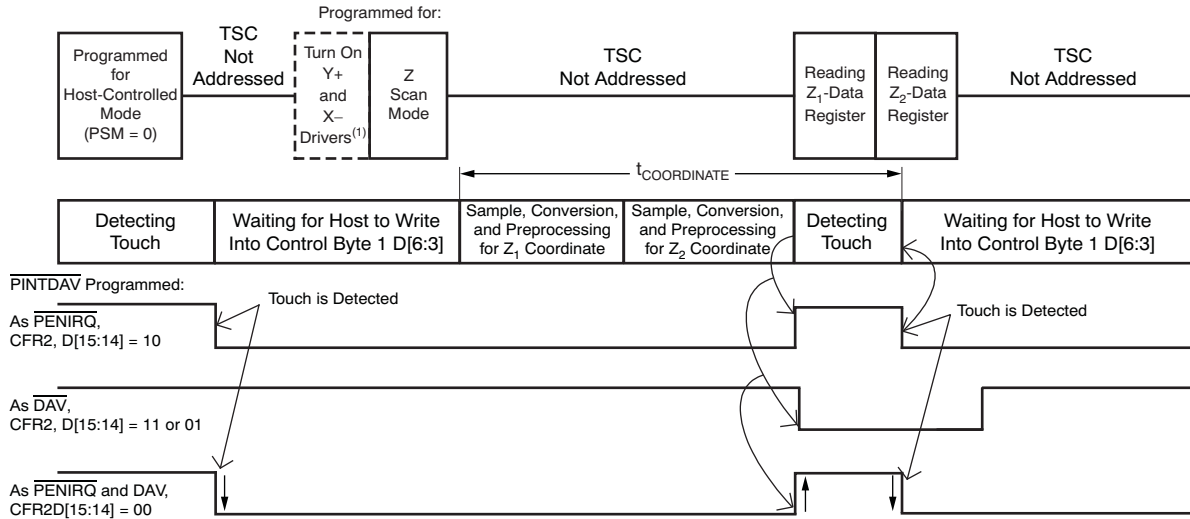 Programmed for:
Programmed
for
Host-Controlled
Mode
(PSM = 0)
TSC
Not
Addressed
Turn On
Y+
and
X–
Drivers(1)
Z
Scan
Mode
TSC
Not Addressed
Reading
Z1-Data
Register
Reading
Z2-Data
Register
TSC
Not Addressed
tCOORDINATE
Detecting
Touch
Waiting for Host to Write
Into Control Byte 1 D[6:3]
Sample, Conversion,
and Preprocessing
for Z1 Coordinate
Sample, Conversion,
and Preprocessing
for Z2 Coordinate
Detecting
Touch
Waiting for Host to Write
Into Control Byte 1 D[6:3]
PINTDAV Programmed:
Touch is Detected
Touch is Detected
As PENIRQ,
CFR2, D[15:14] = 10
As DAV,
CFR2, D[15:14] = 11 or 01
As PENIRQ and DAV,
CFR2D[15:14] = 00